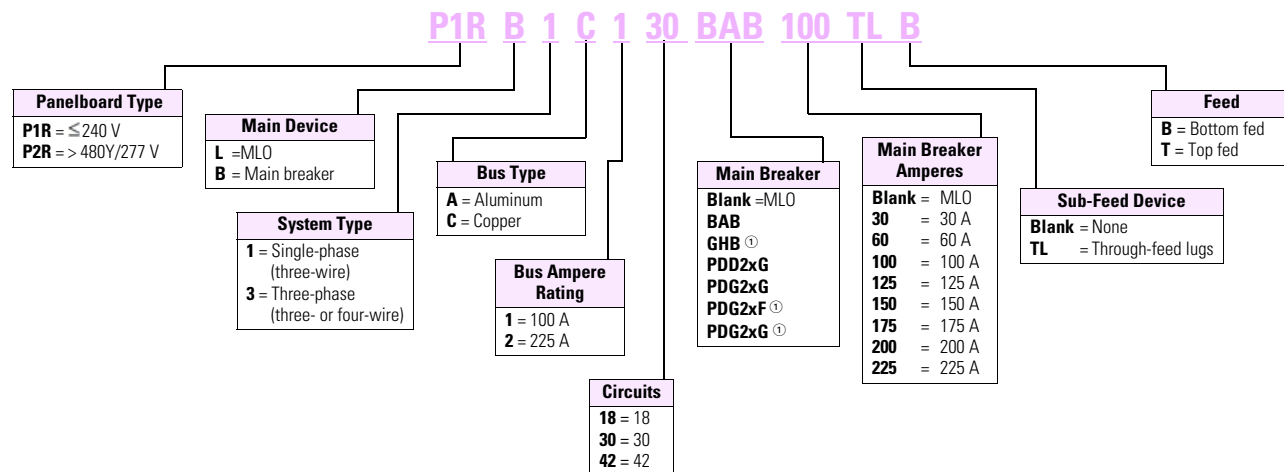 P1R B 1 C 1 30 BAB 100 TL B
Panelboard Type
P1R = ≤ 240 V
P2R = > 480Y/277 V
Main Device
L =MLO
B = Main breaker
System Type
1 = Single-phase
(three-wire)
3 = Three-phase
(three- or four-wire)
Bus Type
A = Aluminum
C = Copper
Bus Ampere
Rating
1 = 100 A
2 = 225 A
Circuits
18 = 18
30 = 30
42 = 42
Main Breaker
Blank =MLO
BAB
GHB ①
PDD2xG
PDG2xG
PDG2xF ①
PDG2xG ①
Main Breaker
Amperes
Blank = MLO
30 = 30 A
60 = 60 A
100 = 100 A
125 = 125 A
150 = 150 A
175 = 175 A
200 = 200 A
225 = 225 A
Sub-Feed Device
Blank = None
TL = Through-feed lugs
Feed
B = Bottom fed
T = Top fed